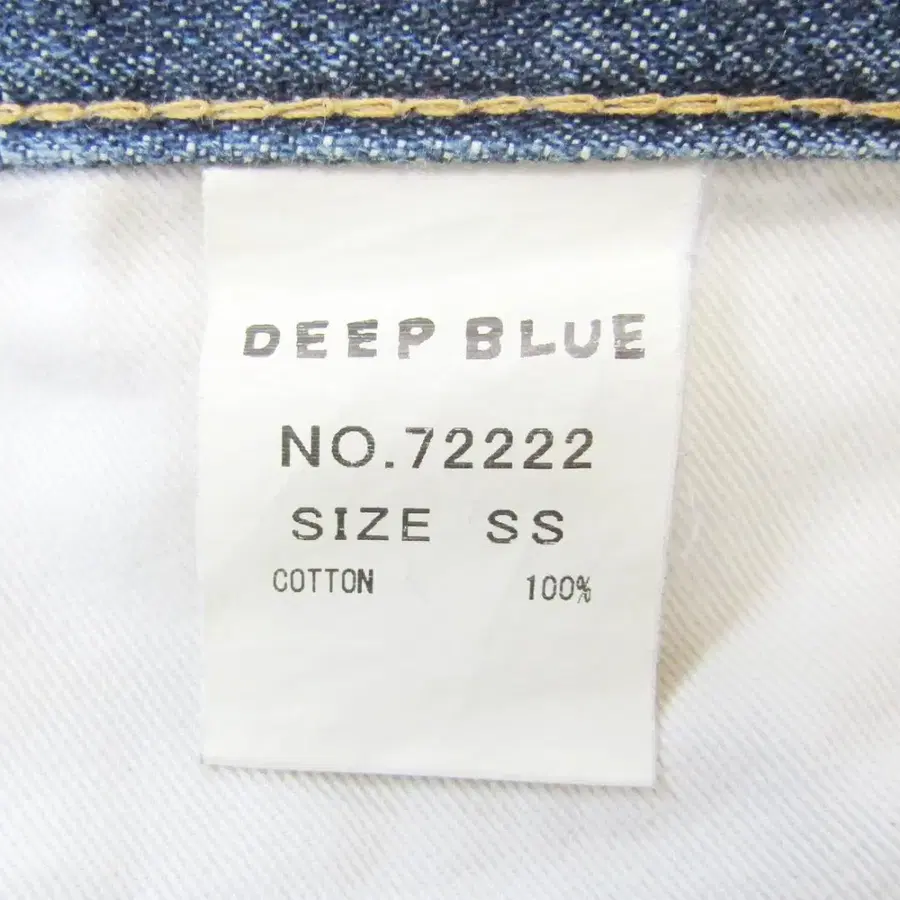 DEEP BLUE
NO.72222
SIZE SS
COTTON 100%